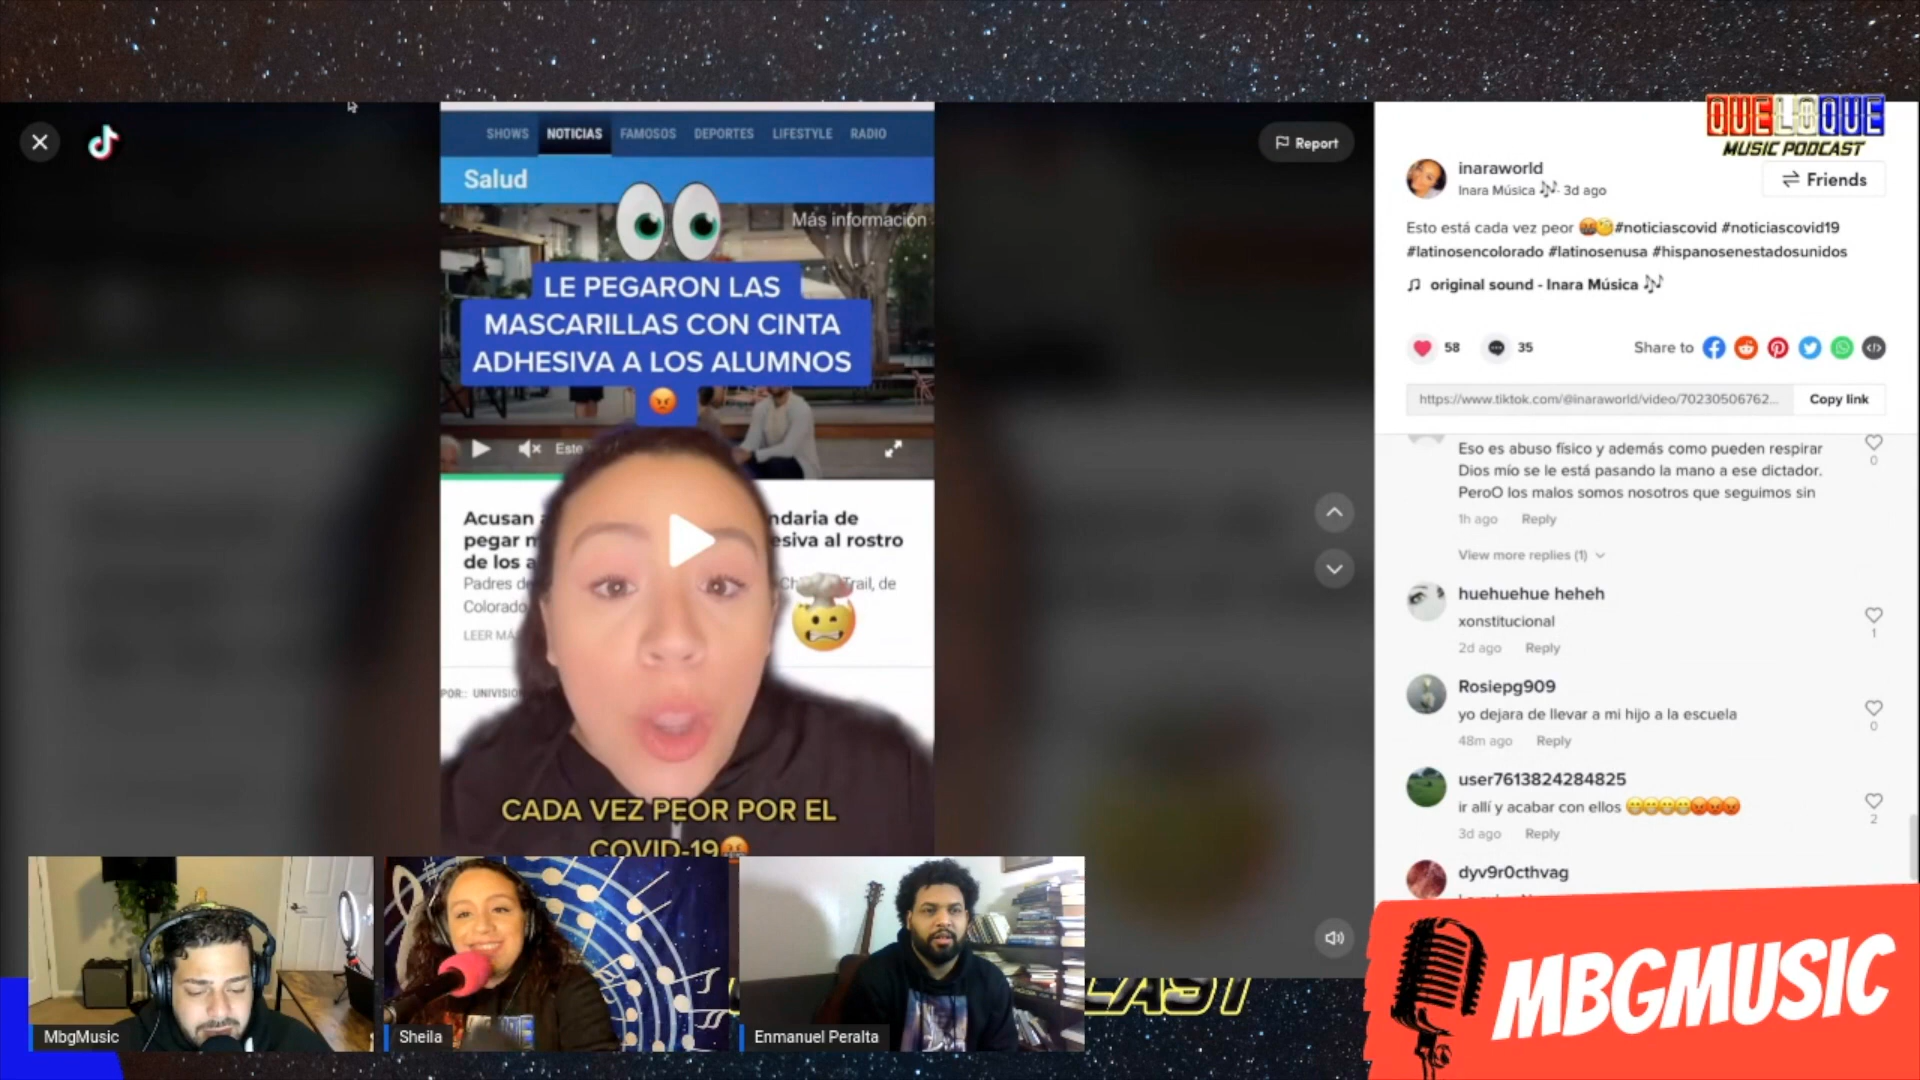 SHOWS NOTICIAS FAMOSOS DEPORTES LIFESTYLE RADIO
Salud
Más información
LE PEGARON LAS
MASCARILLAS CON CINTA
ADHESIVA A LOS ALUMNOS
Este
Acusan
ndaria de
pegar
esiva al rostro
de los
Padres de
Trail, de
Colorado
LEER MÁ
POR: UNIVISION
CADA VEZ PEOR POR EL
COVID-19
Report
QUELOQUE
MUSIC PODCAST
inaraworld
Inara Música · 3d ago
Friends
Esto está cada vez peor 🤬🧐#noticiascovid #noticiascovid19
#latinosencolorado #latinosenusa #hispanosenestadosunidos
original sound - Inara Música
58
35
Share to
https://www.tiktok.com/@inaraworld/video/70230506762...
Copy link
Eso es abuso físico y además como pueden respirar
Dios mío se le está pasando la mano a ese dictador.
PeroO los malos somos nosotros que seguimos sin
0
1h ago Reply
View more replies (1)
huehuehue heheh
xonstitucional
1
2d ago Reply
Rosiepg909
yo dejara de llevar a mi hijo a la escuela
0
48m ago Reply
user7613824284825
ir allí y acabar con ellos 😁😁😁😁😡😡😡
2
3d ago Reply
dyv9r0cthvag
MbgMusic
Sheila
Enmanuel Peralta
MBGMUSIC